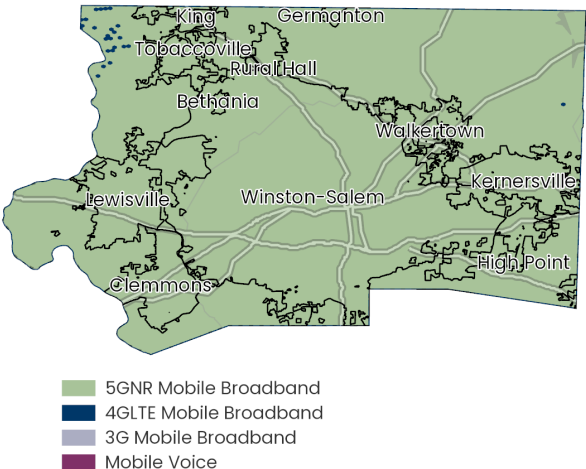 King
Germanton
Tobaccoville
Rural Hall
Bethania
Walkertown
Kernersville
Lewisville
Winston-Salem
High Point
Clemmons
5GNR Mobile Broadband
4GLTE Mobile Broadband
3G Mobile Broadband
Mobile Voice